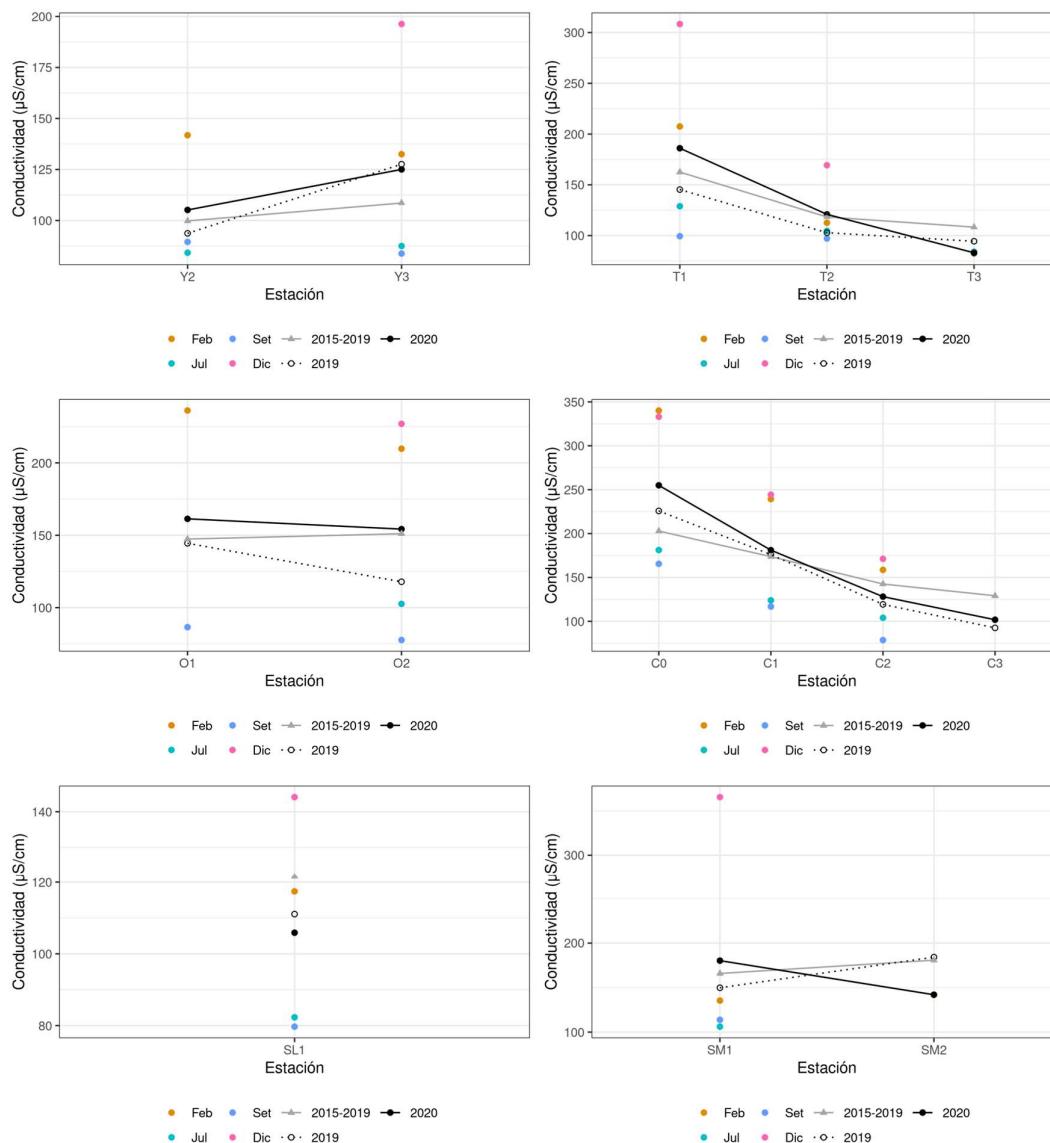 200
175
150
125
100
Conductividad (µS/cm)
Y2 Y3
Estación
Feb Set 2015-2019 2020
Jul Dic 2019
300
250
200
150
100
Conductividad (µS/cm)
T1 T2 T3
Estación
Feb Set 2015-2019 2020
Jul Dic 2019
200
150
100
Conductividad (µS/cm)
O1 O2
Estación
Feb Set 2015-2019 2020
Jul Dic 2019
350
300
250
200
150
100
Conductividad (µS/cm)
C0 C1 C2 C3
Estación
Feb Set 2015-2019 2020
Jul Dic 2019
140
120
100
80
Conductividad (µS/cm)
SL1
Estación
Feb Set 2015-2019 2020
Jul Dic 2019
300
200
100
Conductividad (µS/cm)
SM1 SM2
Estación
Feb Set 2015-2019 2020
Jul Dic 2019